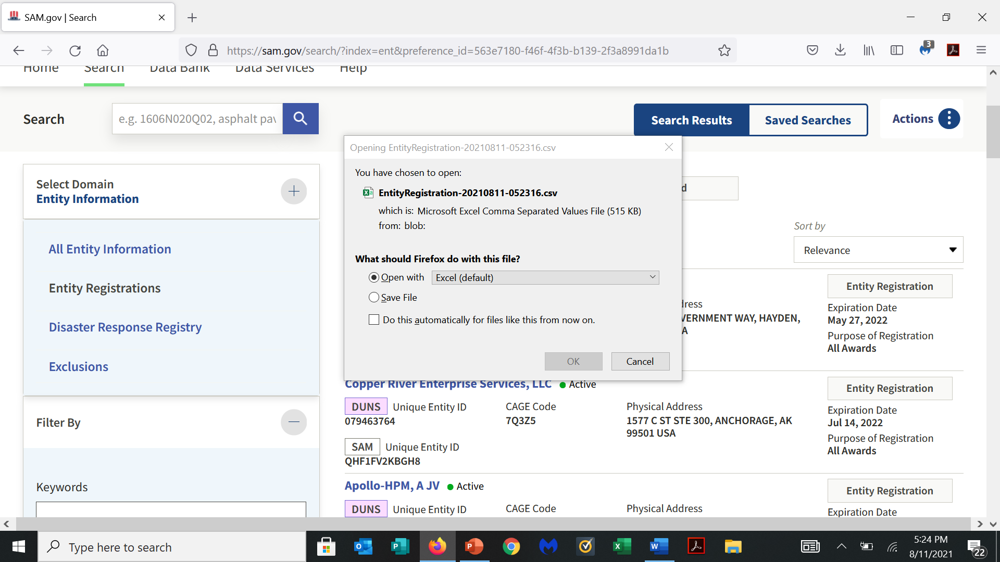 SAM.gov | Search
https://sam.gov/search/?index=ent&preference_id=563e7180-f46f-4f3b-b139-2f3a8991da1b
3
Home Search Data Bank Data Services Help
Search
e.g. 1606N020Q02, asphalt pav
Search Results
Saved Searches
Actions
Select Domain
Entity Information
All Entity Information
Entity Registrations
Disaster Response Registry
Exclusions
Filter By
Keywords
Opening EntityRegistration-20210811-052316.csv
You have chosen to open:
EntityRegistration-20210811-052316.csv
which is: Microsoft Excel Comma Separated Values File (515 KB)
from: blob:
What should Firefox do with this file?
Open with Excel (default)
Save File
Do this automatically for files like this from now on.
OK Cancel
d
Sort by
Relevance
dress
VERNMENT WAY, HAYDEN,
A
Entity Registration
Expiration Date
May 27, 2022
Purpose of Registration
All Awards
Copper River Enterprise Services, LLC Active
DUNS Unique Entity ID
079463764
SAM Unique Entity ID
QHF1FV2KBGH8
CAGE Code
7Q3Z5
Physical Address
1577 C ST STE 300, ANCHORAGE, AK
99501 USA
Entity Registration
Expiration Date
Jul 14, 2022
Purpose of Registration
All Awards
Apollo-HPM, A JV Active
DUNS Unique Entity ID
CAGE Code
Physical Address
Entity Registration
Expiration Date
Type here to search
5:24 PM
8/11/2021
22